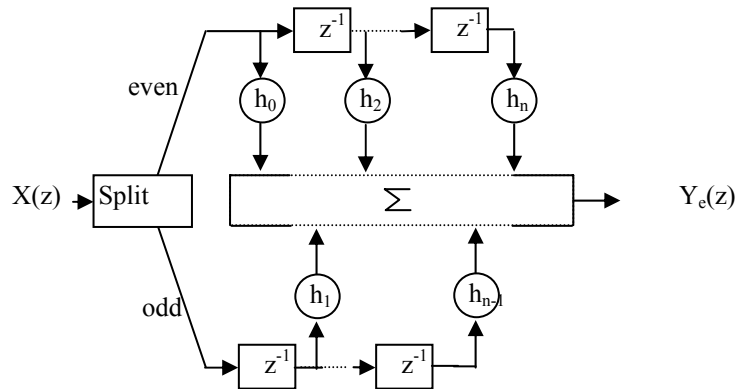 z⁻¹ z⁻¹
even
h₀ h₂ hₙ
X(z) Split Σ Yₑ(z)
h₁ hₙ₋₁
odd
z⁻¹ z⁻¹